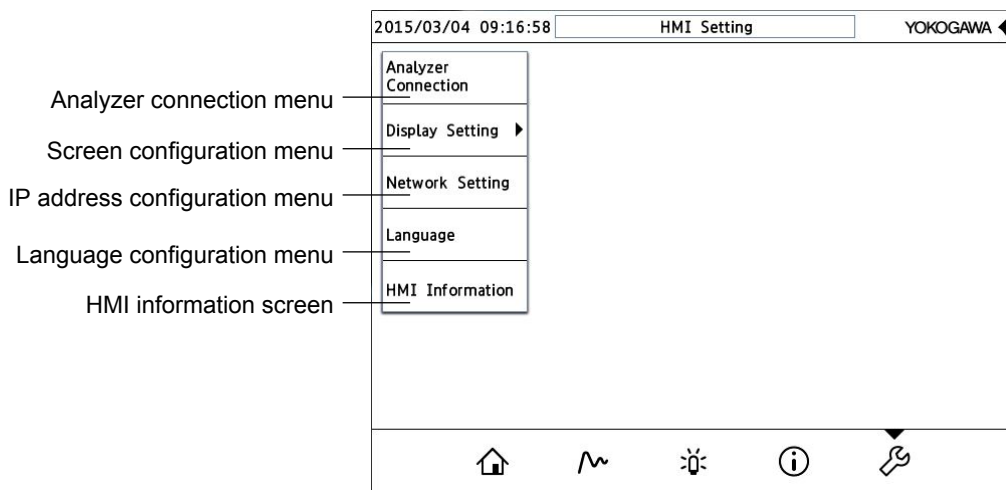 2015/03/04 09:16:58 HMI Setting YOKOGAWA
Analyzer
Connection
Analyzer connection menu
Display Setting
Screen configuration menu
Network Setting
IP address configuration menu
Language
Language configuration menu
HMI Information
HMI information screen